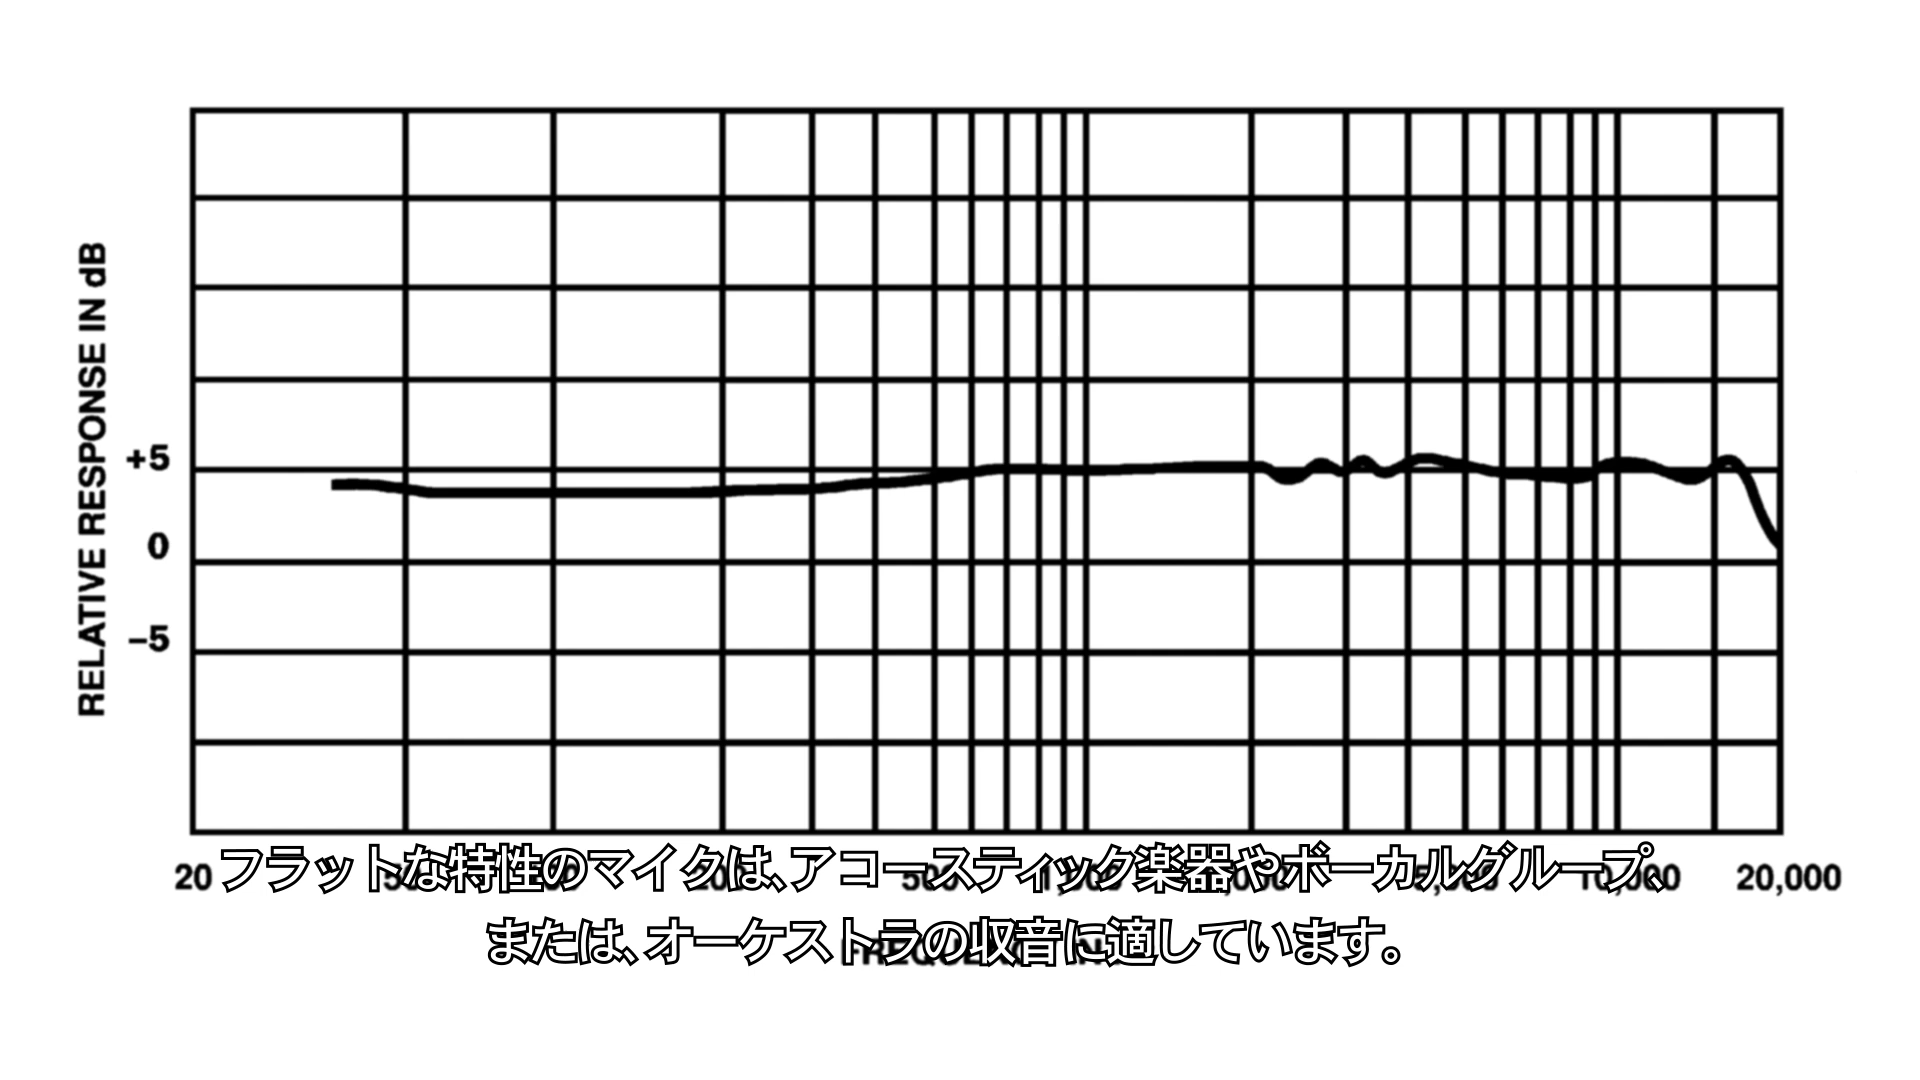 RELATIVE RESPONSE IN dB
+5
0
−5
20 20,000
フラットな特性のマイクは、アコースティック楽器やボーカルグループ、
または、オーケストラの収音に適しています。